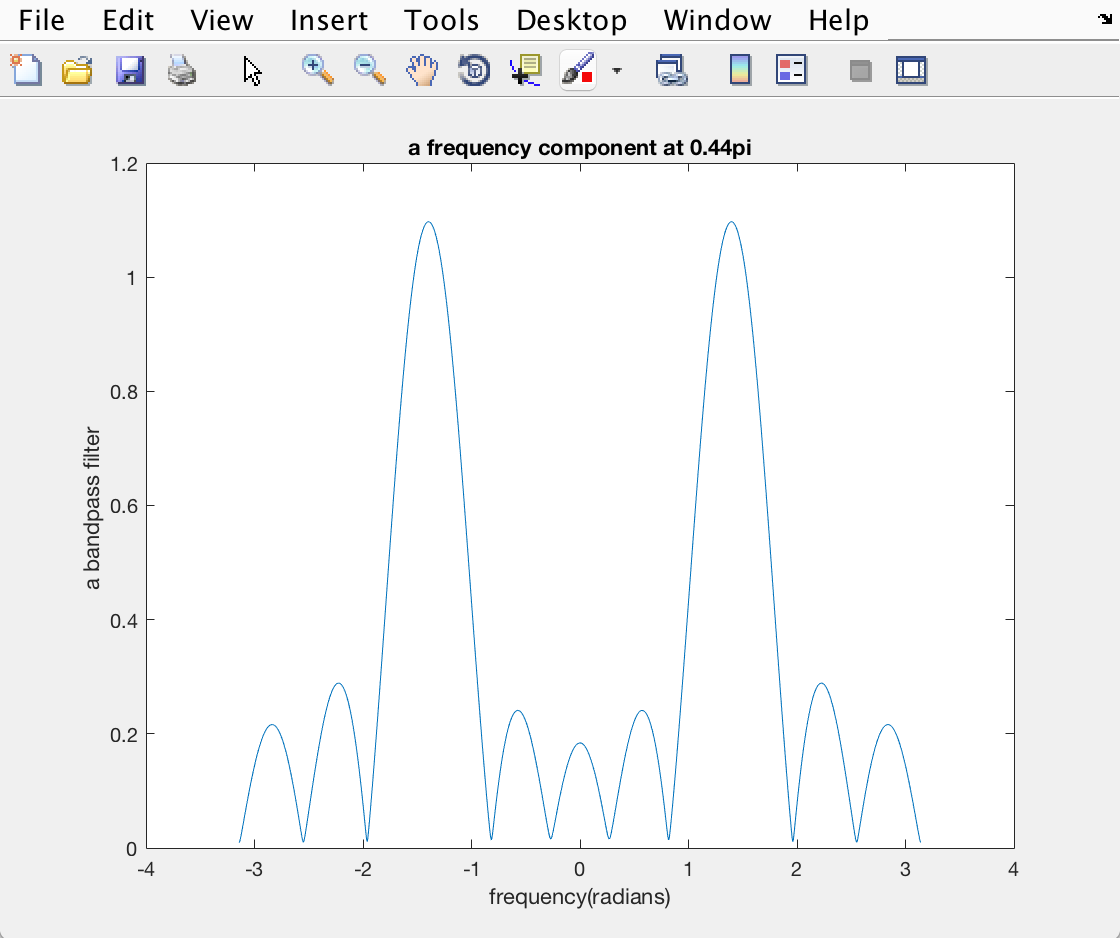 File Edit View Insert Tools Desktop Window Help
a frequency component at 0.44pi
1.2
1
0.8
0.6
0.4
0.2
0
a bandpass filter
-4 -3 -2 -1 0 1 2 3 4
frequency(radians)